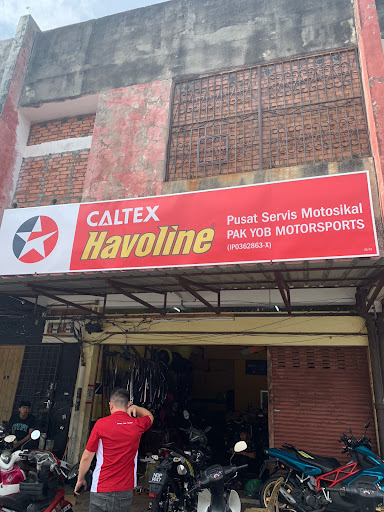 CALTEX
Havoline
Pusat Servis Motosikal
PAK YOB MOTORSPORTS
(IP0362863-X)